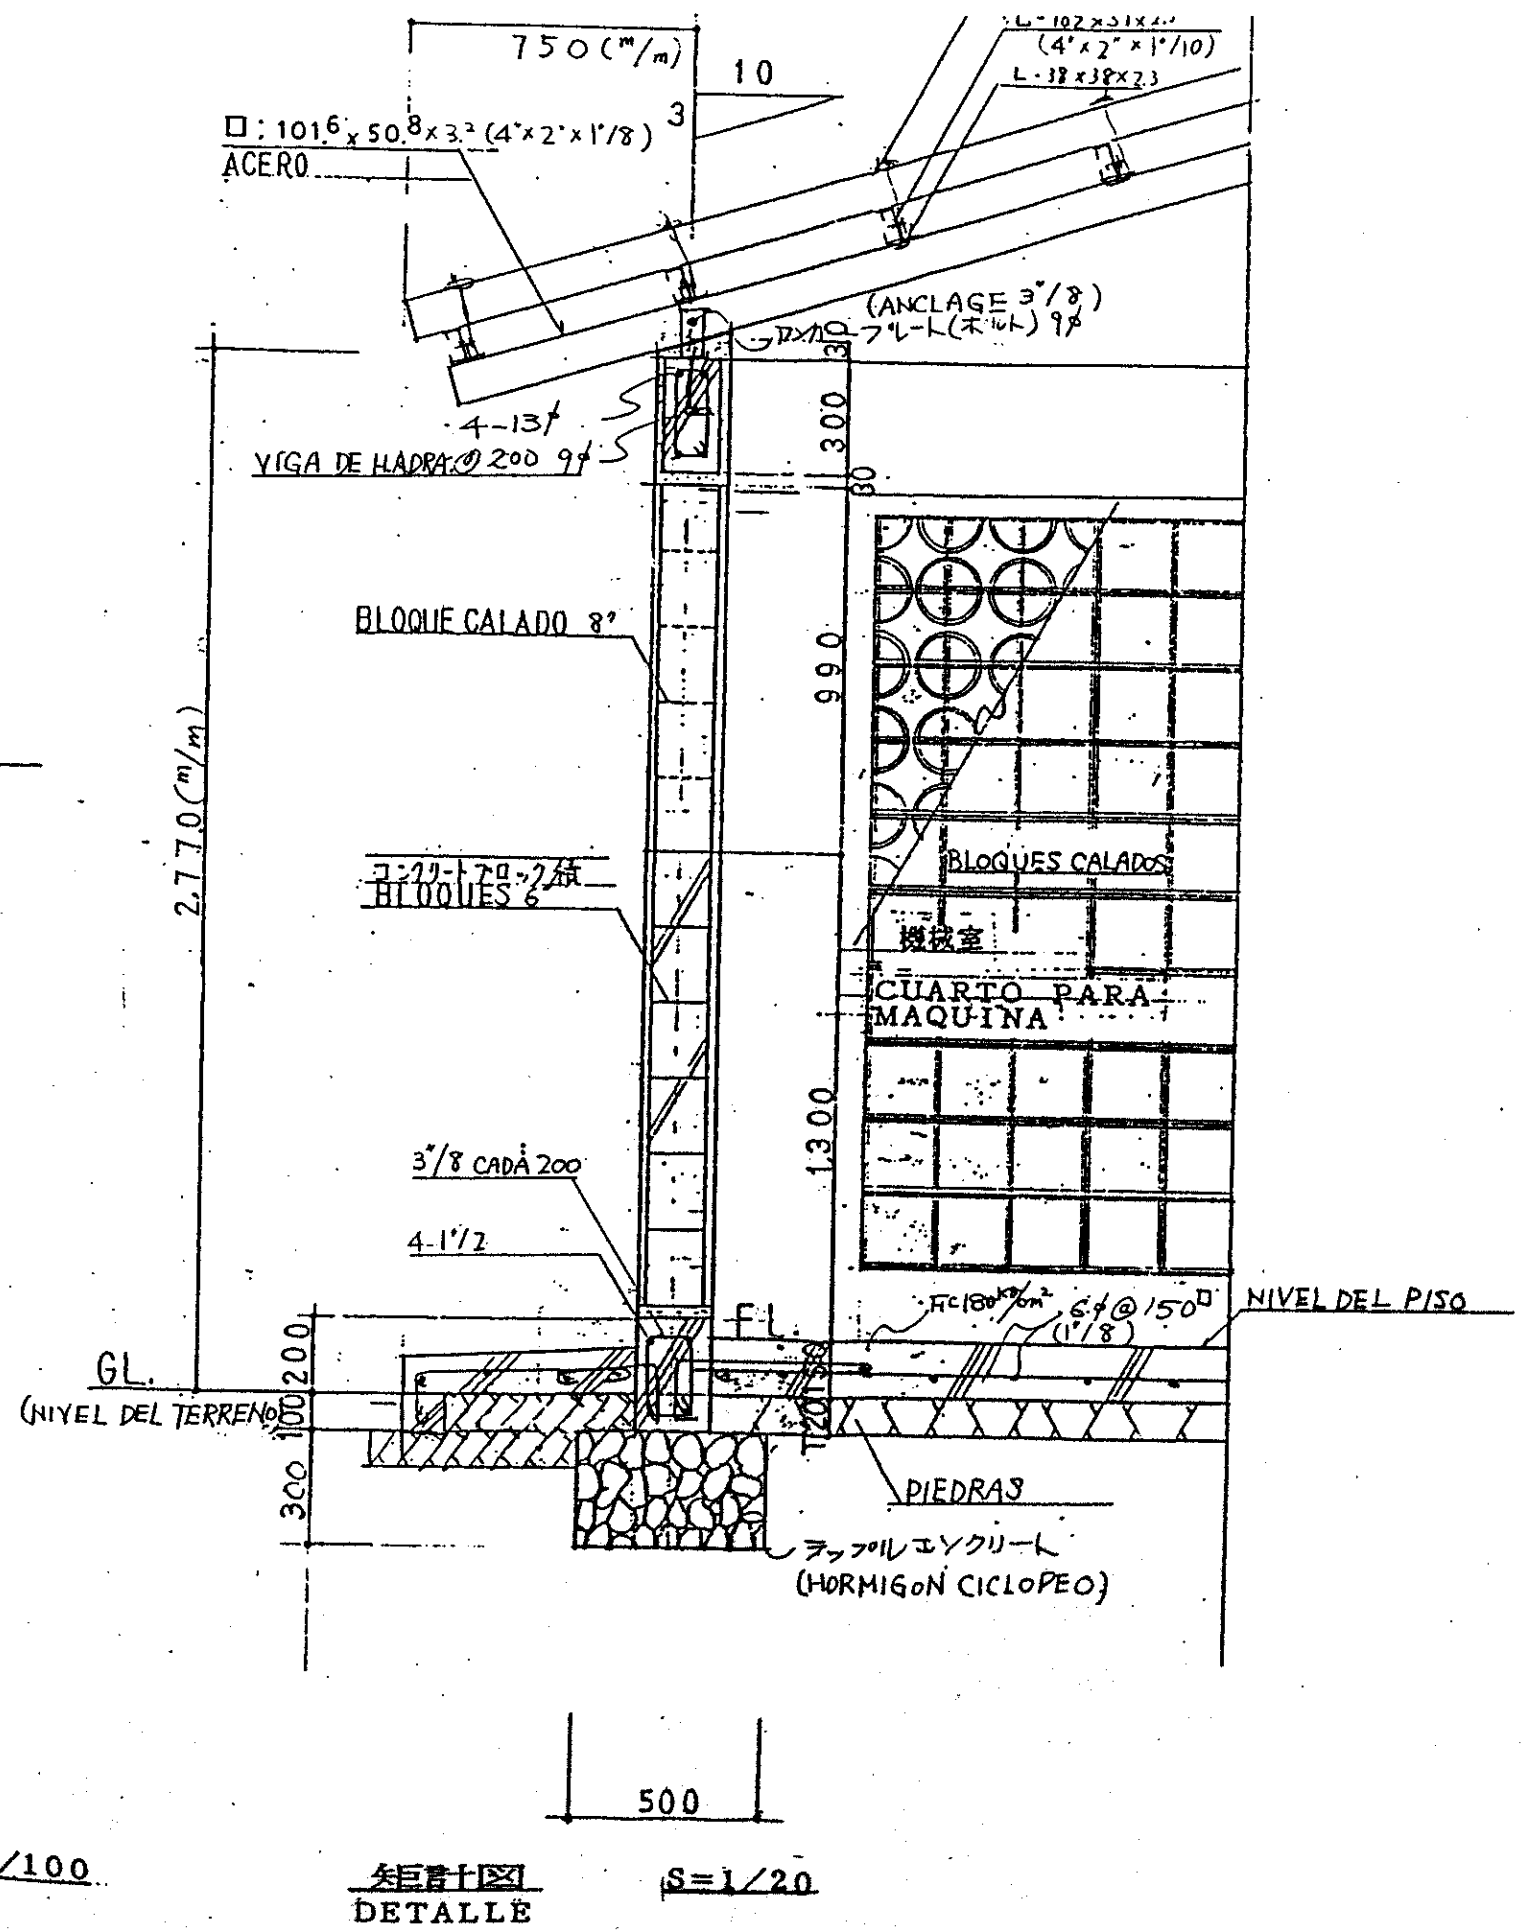 750(m/m)
10
3
(4"×2"×1"/10)
L-38×38×2.3
□:101.6×50.8×3.2(4"×2"×1"/8)
ACERO
(ANCLAGE 3"/8)
アンカープレート(ボルト) 9φ
30
300
30
4-13φ
VIGA DE HADRA @ 200 9φ
BLOQUE CALADO 8"
990
2.770(m/m)
コンクリートブロック積
BLOQUES 6"
BLOQUES CALADOS
機械室
CUARTO PARA
MAQUINA
1,300
3"/8 CADA 200
4-1"/2
FL
Fc180kg/cm²
6φ@150□
(1"/8)
NIVEL DEL PISO
200
GL.
(NIVEL DEL TERRENO)
100
300
PIEDRAS
ラップルコンクリート
(HORMIGON CICLOPEO)
500
/100
矩計図
S=1/20
DETALLE